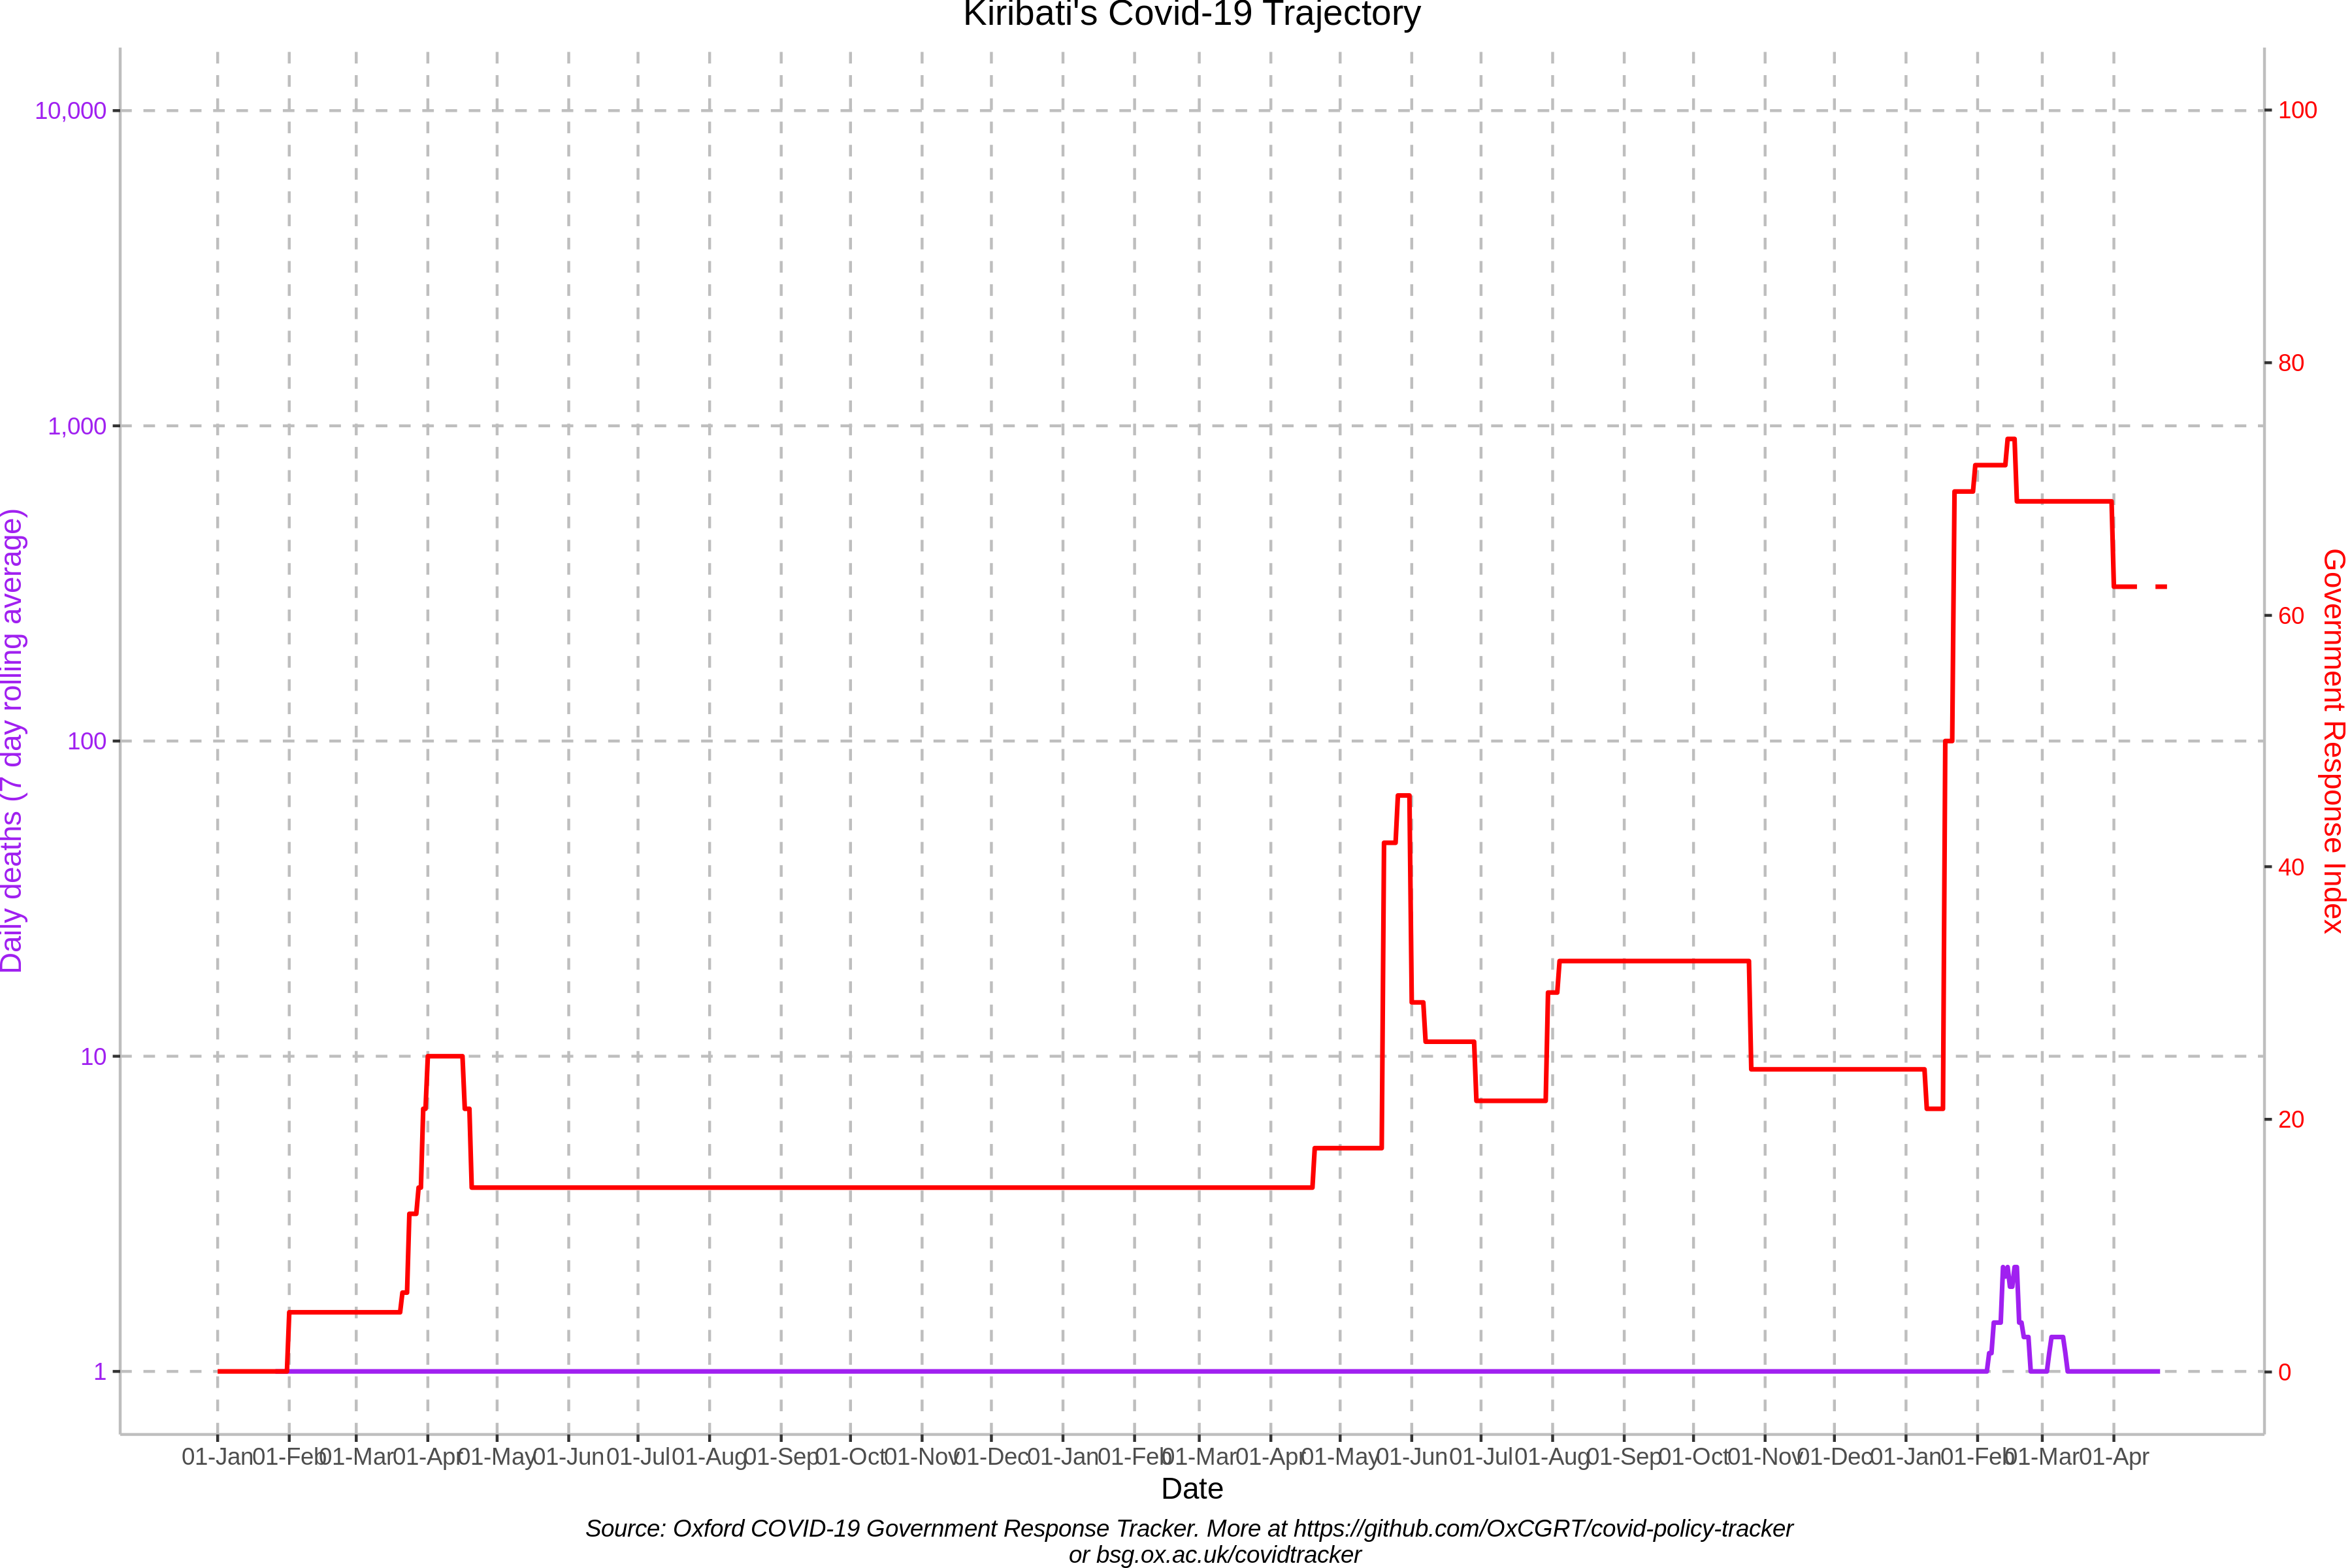 Kiribati's Covid-19 Trajectory
Daily deaths (7 day rolling average)
10,000
1,000
100
10
1
100
80
60
40
20
0
Government Response Index
01-Jan 01-Feb 01-Mar 01-Apr 01-May 01-Jun 01-Jul 01-Aug 01-Sep 01-Oct 01-Nov 01-Dec 01-Jan 01-Feb 01-Mar 01-Apr 01-May 01-Jun 01-Jul 01-Aug 01-Sep 01-Oct 01-Nov 01-Dec 01-Jan 01-Feb 01-Mar 01-Apr
Date
Source: Oxford COVID-19 Government Response Tracker. More at https://github.com/OxCGRT/covid-policy-tracker
or bsg.ox.ac.uk/covidtracker